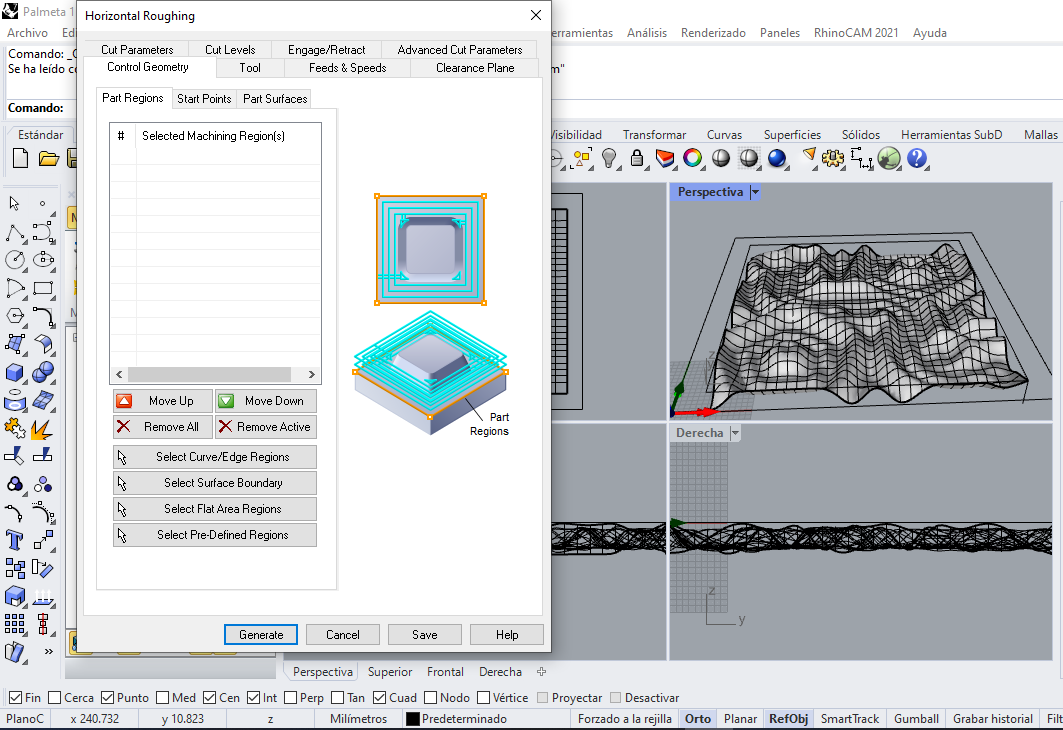 Palmeta 1
Horizontal Roughing
Archivo
erramientas Análisis Renderizado Paneles RhinoCAM 2021 Ayuda
Comando:
Se ha leído
Comando:
Cut Parameters Cut Levels Engage/Retract Advanced Cut Parameters
Control Geometry Tool Feeds & Speeds Clearance Plane
Part Regions Start Points Part Surfaces
# Selected Machining Region(s)
Estándar
Visibilidad Transformar Curvas Superficies Sólidos Herramientas SubD Mallas
Perspectiva
z
y
Part
Regions
Move Up Move Down
Remove All Remove Active
Select Curve/Edge Regions
Select Surface Boundary
Select Flat Area Regions
Select Pre-Defined Regions
Derecha
z
y
Generate Cancel Save Help
Perspectiva Superior Frontal Derecha
Fin Cerca Punto Med Cen Int Perp Tan Cuad Nodo Vértice Proyectar Desactivar
PlanoC x 240.732 y 10.823 z Milímetros Predeterminado Forzado a la rejilla Orto Planar RefObj SmartTrack Gumball Grabar historial Filt